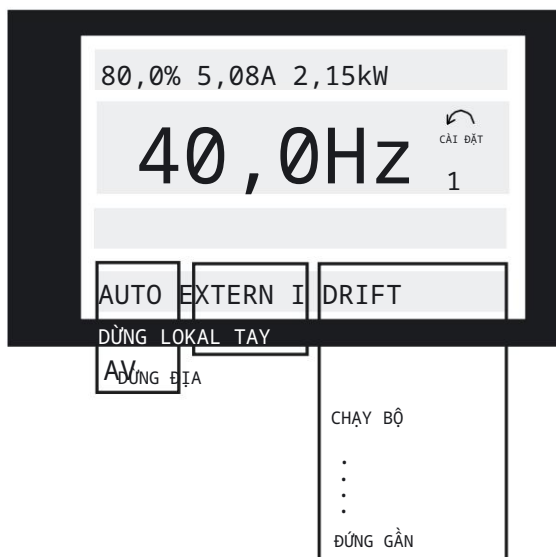 80,0% 5,08A 2,15kW
40,0Hz
CÀI ĐẶT
1
AUTO EXTERN I DRIFT
DỪNG LOKAL TAY
AV
DỪNG ĐỊA
CHẠY BỘ
ĐỨNG GẦN